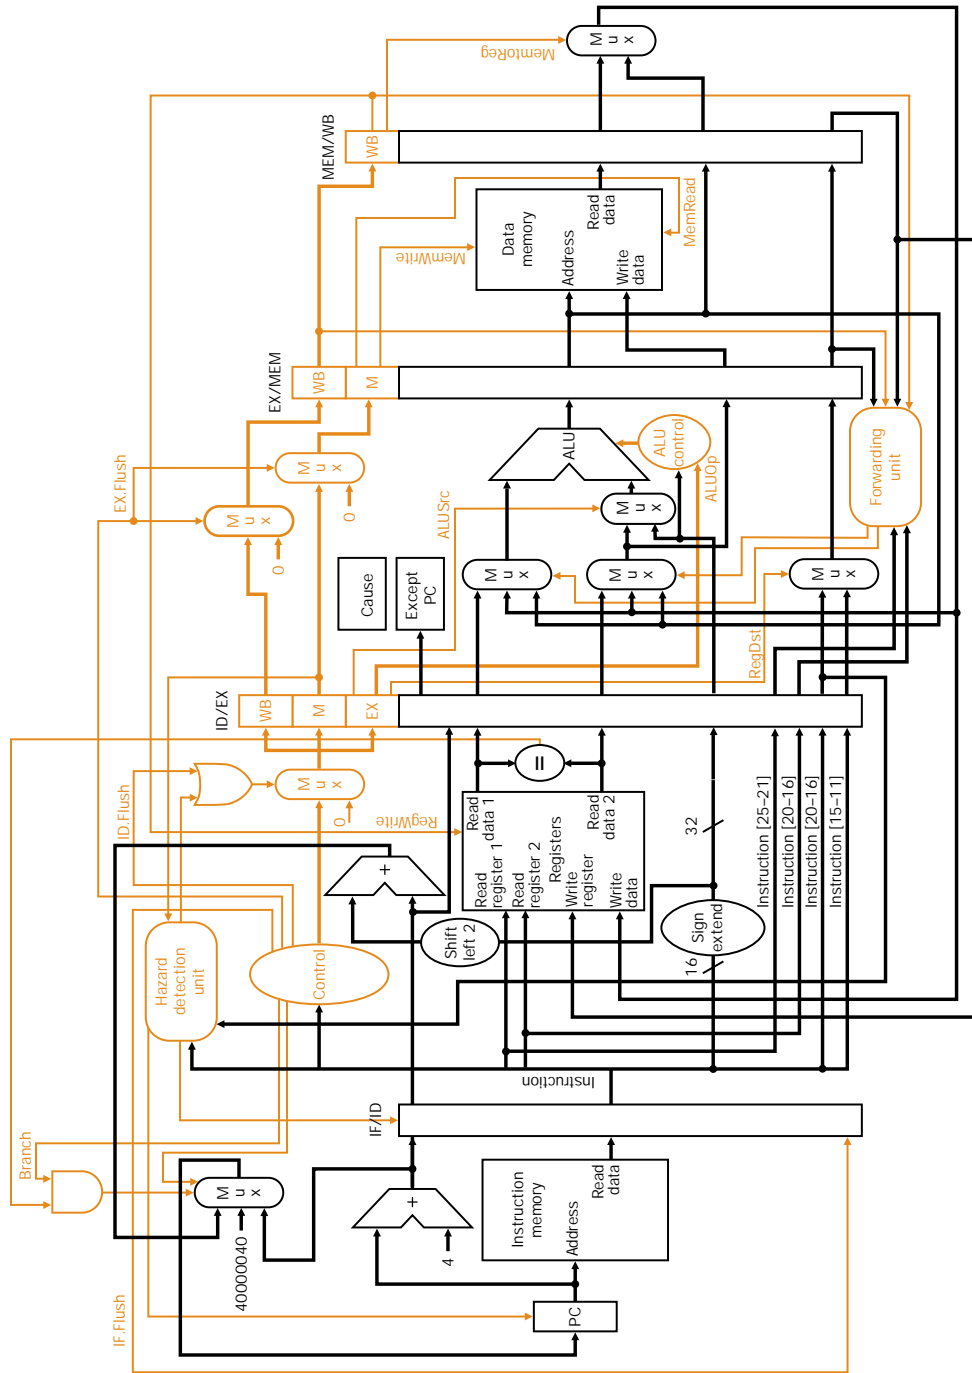 IF.Flush
Branch
ID.Flush
EX.Flush
Hazard
detection
unit
Control
M
u
x
0
ID/EX
WB
M
EX
M
u
x
0
M
u
x
0
EX/MEM
WB
M
MEM/WB
WB
Cause
Except
PC
M
u
x
40000040
+
4
PC
Instruction
memory
Address
Read
data
IF/ID
Instruction
+
Shift
left 2
RegWrite
Read
register 1
Read
data 1
Read
register 2
Registers
Write
register
Read
data 2
Write
data
=
16
Sign
extend
32
Instruction [25–21]
Instruction [20–16]
Instruction [20–16]
Instruction [15–11]
ALUSrc
M
u
x
M
u
x
M
u
x
ALU
ALU
control
ALUOp
RegDst
M
u
x
Forwarding
unit
MemWrite
Data
memory
Address
Read
data
Write
data
MemRead
MemtoReg
M
u
x